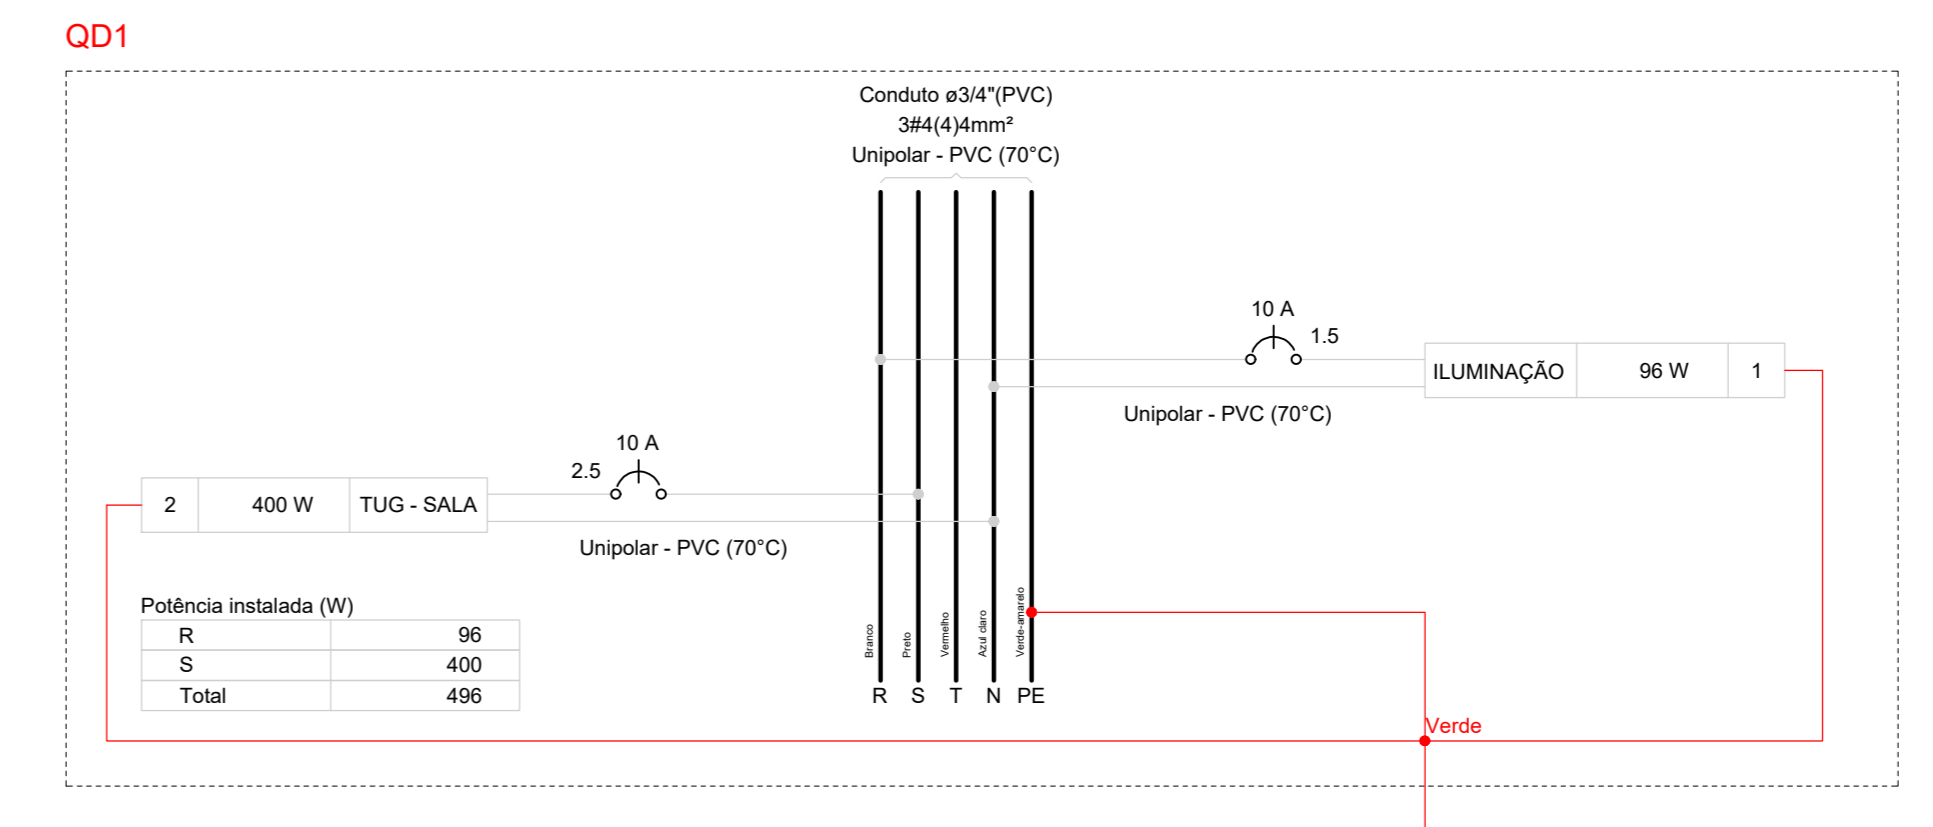 QD1
Conduto ø3/4"(PVC)
3#4(4)4mm²
Unipolar - PVC (70°C)
10 A
1.5
ILUMINAÇÃO 96 W 1
Unipolar - PVC (70°C)
10 A
2.5
2 400 W TUG - SALA
Unipolar - PVC (70°C)
Potência instalada (W)
R 96
S 400
Total 496
Branco
Preto
Vermelho
Azul claro
Verde-amarelo
R S T N PE
Verde